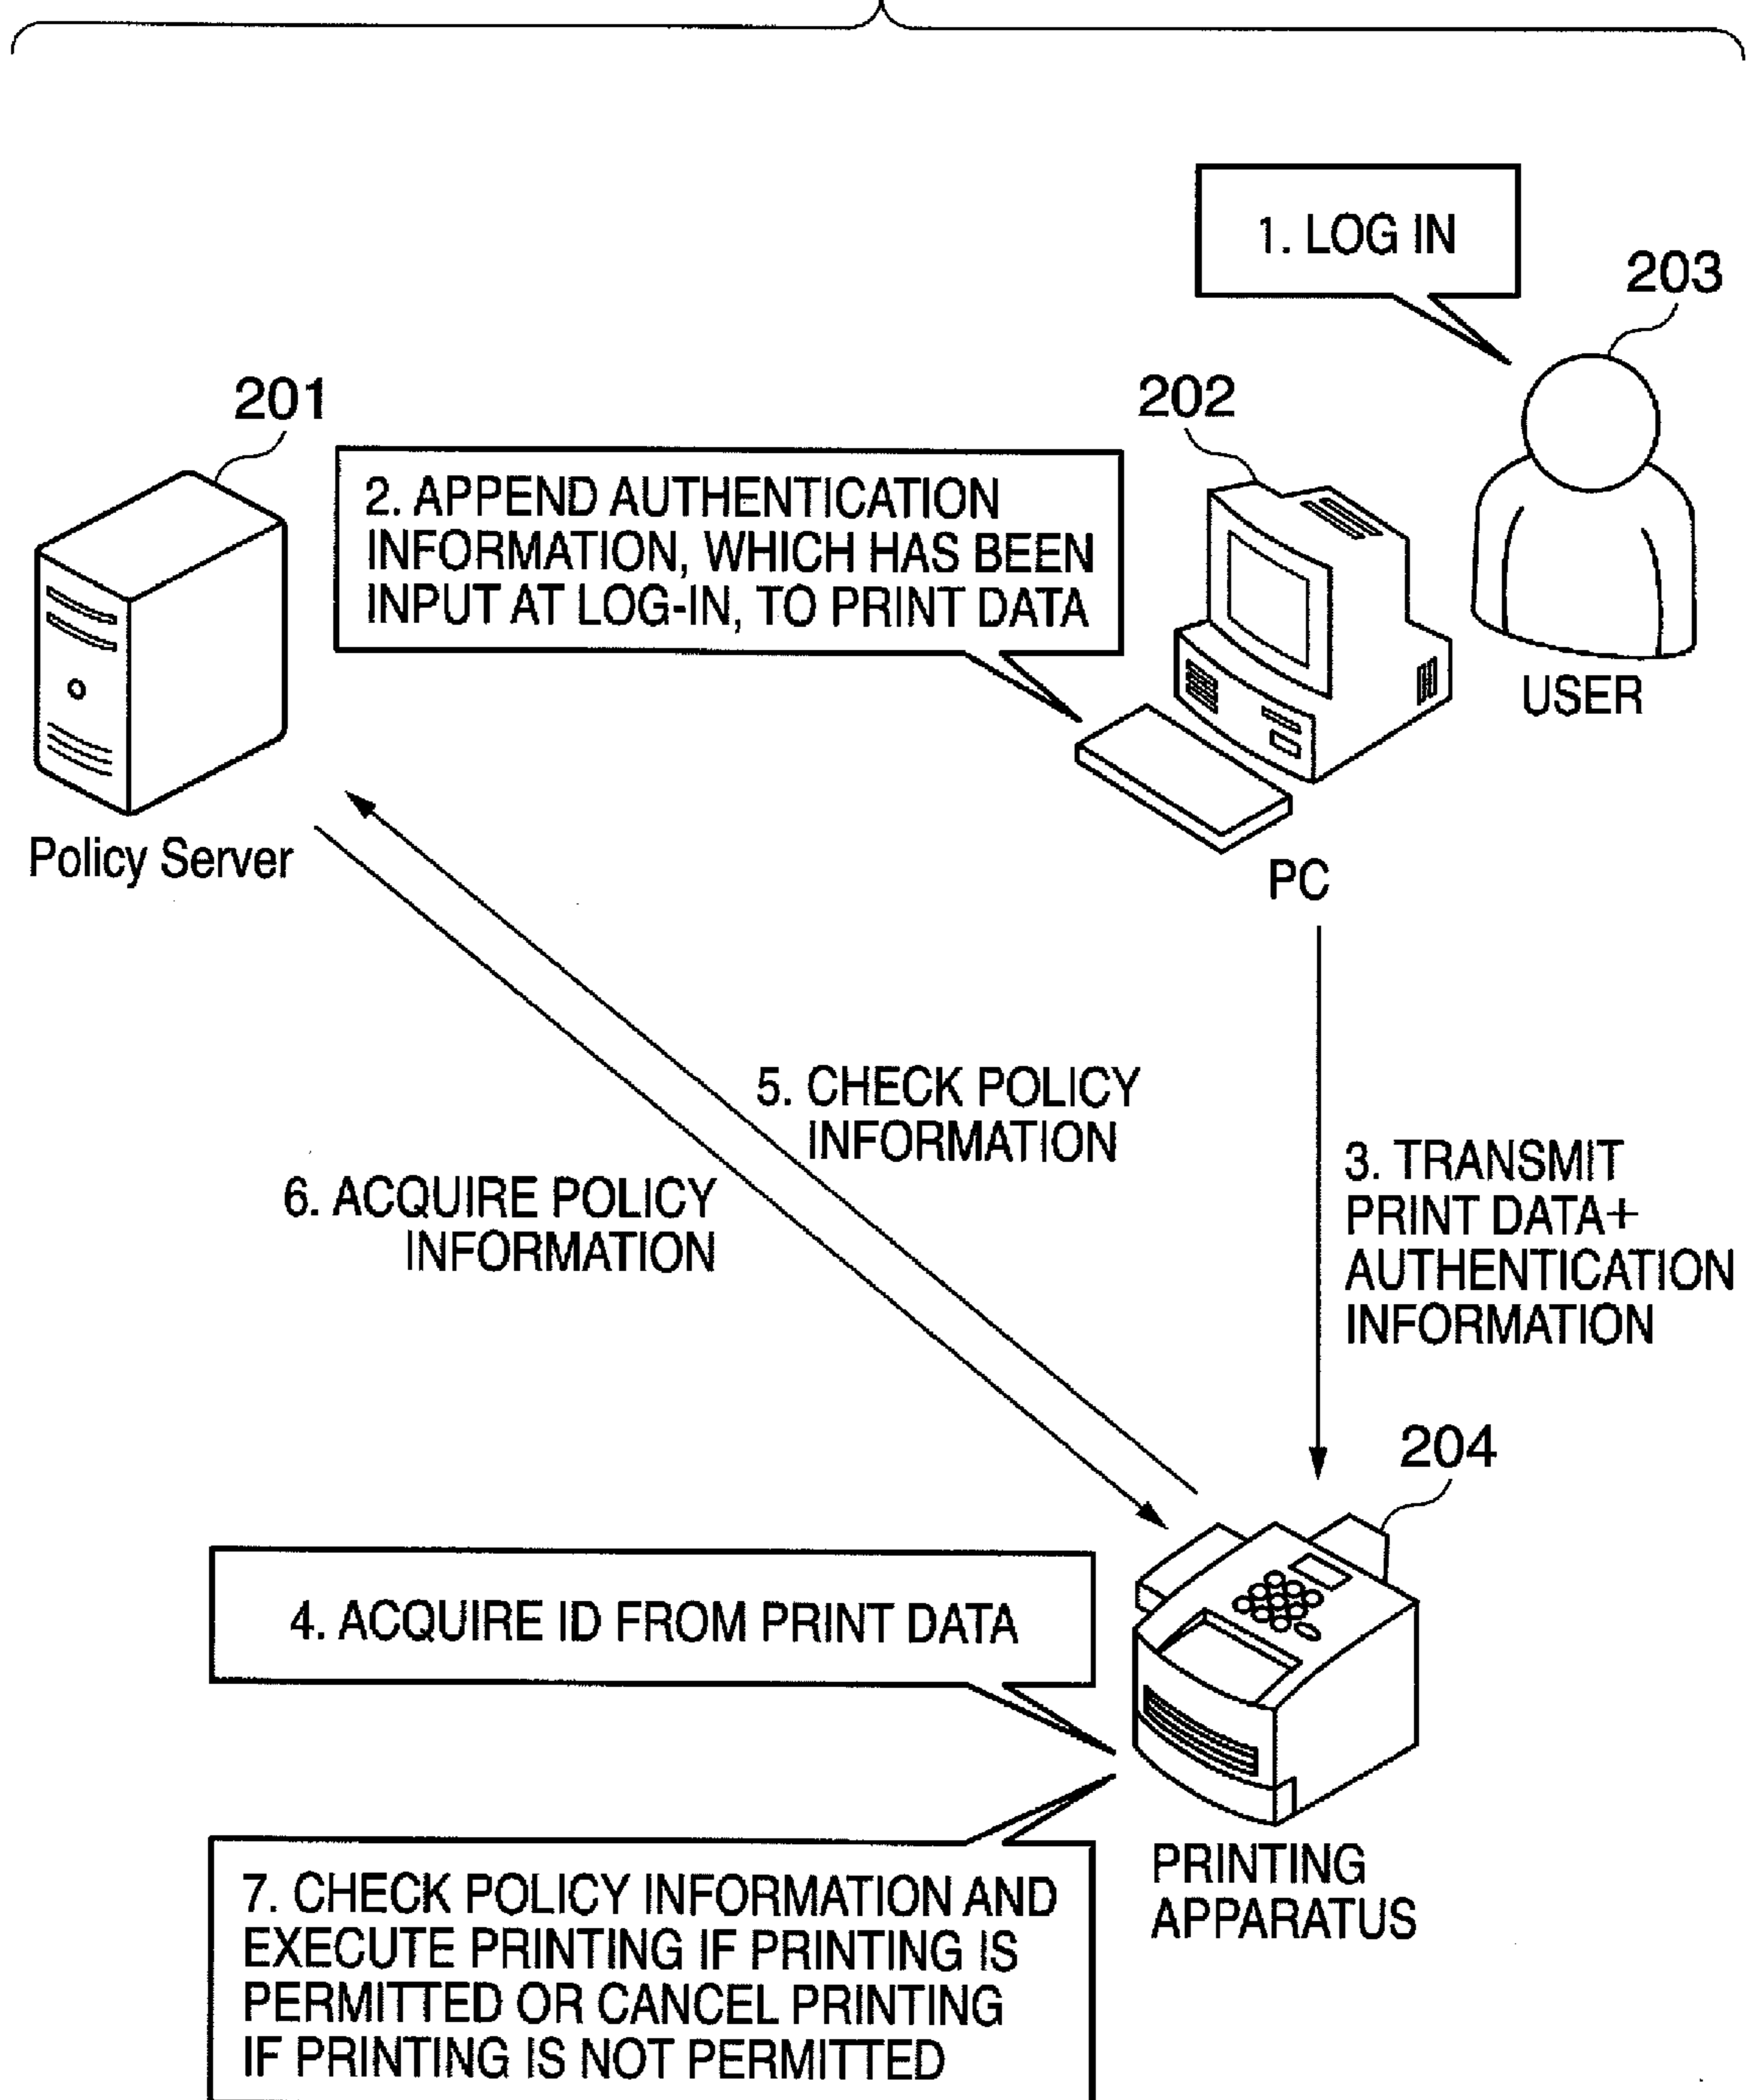 1. LOG IN
203
201
202
2. APPEND AUTHENTICATION
INFORMATION, WHICH HAS BEEN
INPUT AT LOG-IN, TO PRINT DATA
USER
Policy Server
PC
5. CHECK POLICY
INFORMATION
6. ACQUIRE POLICY
INFORMATION
3. TRANSMIT
PRINT DATA+
AUTHENTICATION
INFORMATION
204
4. ACQUIRE ID FROM PRINT DATA
PRINTING
APPARATUS
7. CHECK POLICY INFORMATION AND
EXECUTE PRINTING IF PRINTING IS
PERMITTED OR CANCEL PRINTING
IF PRINTING IS NOT PERMITTED